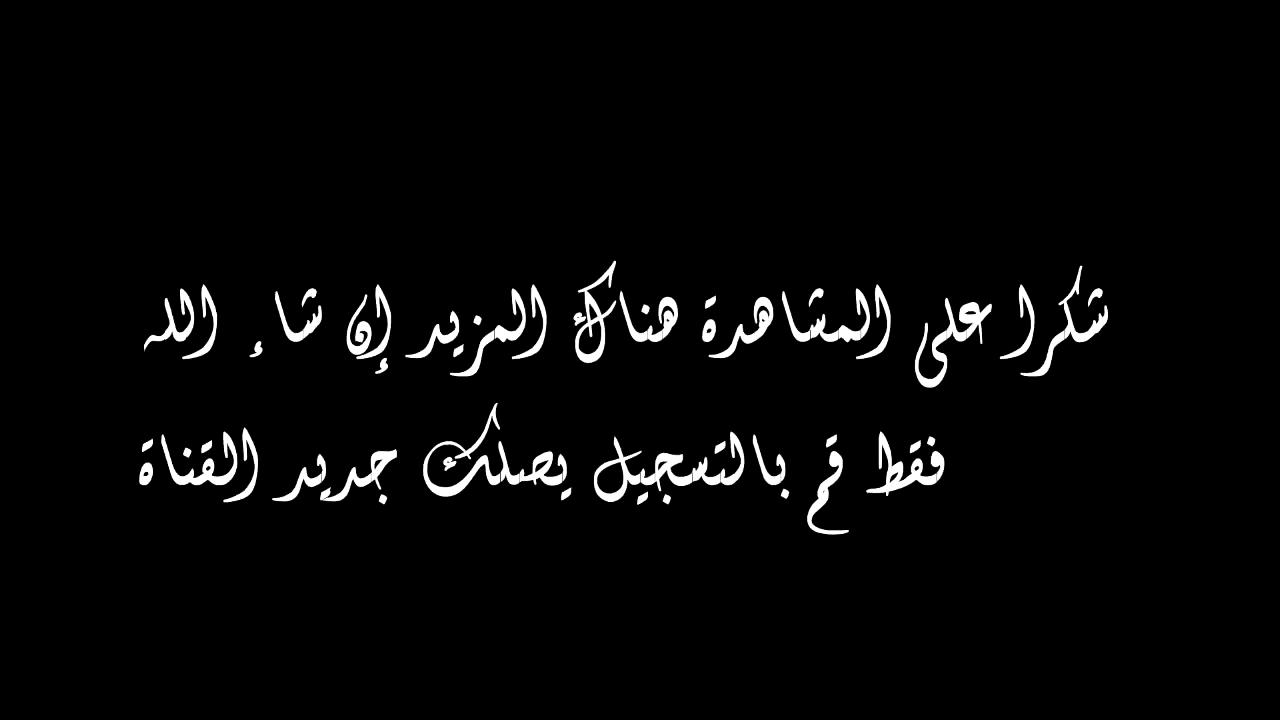 شكرا على المشاهدة هناك المزيد إن شاء الله
فقط قم بالتسجيل يصلك جديد القناة